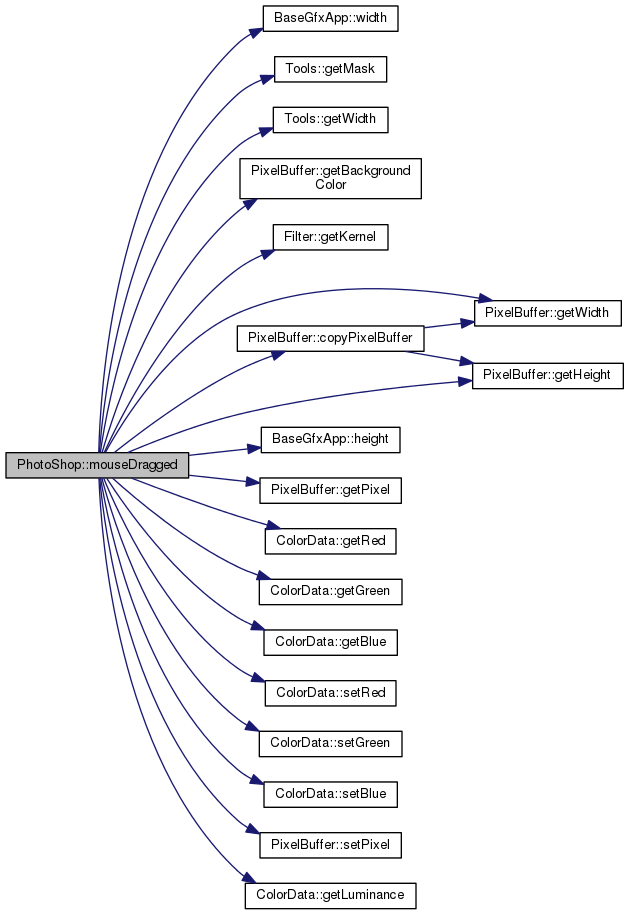 BaseGfxApp::width
Tools::getMask
Tools::getWidth
PixelBuffer::getBackground
Color
Filter::getKernel
PixelBuffer::getWidth
PixelBuffer::copyPixelBuffer
PixelBuffer::getHeight
BaseGfxApp::height
PhotoShop::mouseDragged
PixelBuffer::getPixel
ColorData::getRed
ColorData::getGreen
ColorData::getBlue
ColorData::setRed
ColorData::setGreen
ColorData::setBlue
PixelBuffer::setPixel
ColorData::getLuminance